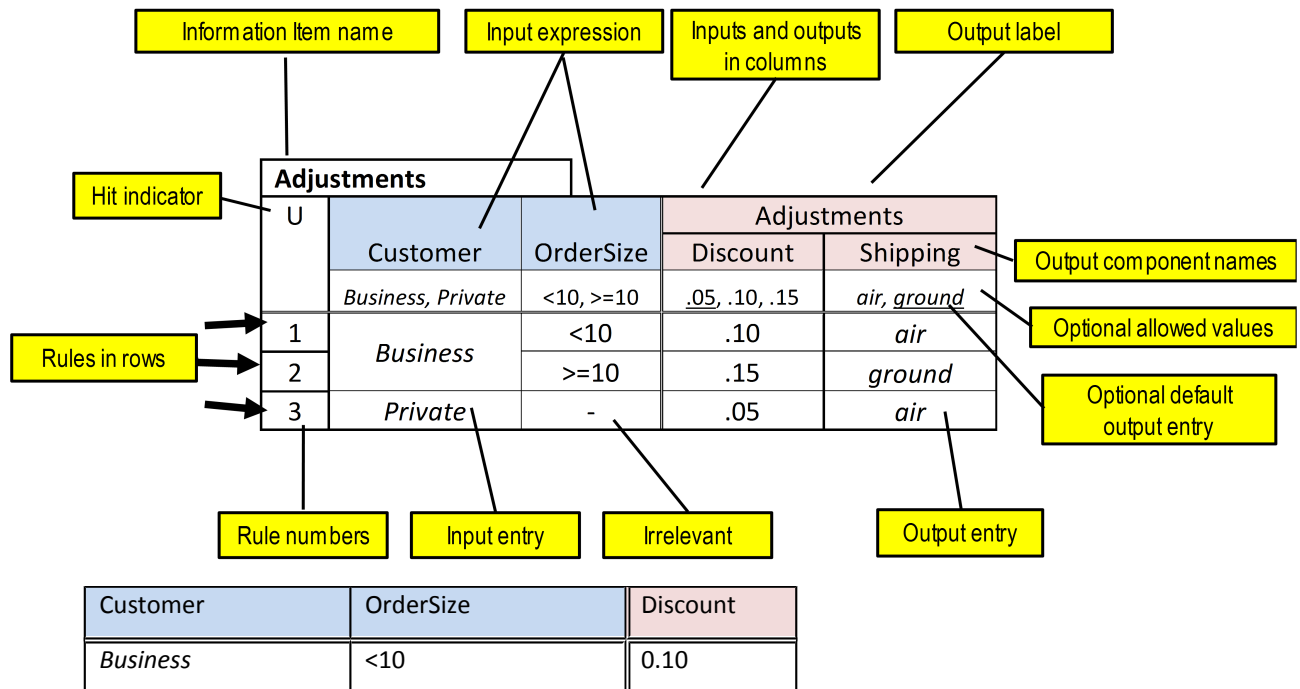 Information Item name
Input expression
Inputs and outputs
in columns
Output label
Hit indicator
Adjustments
U
Adjustments
Customer
OrderSize
Discount
Shipping
Output component names
Business, Private
<10, >=10
.05, .10, .15
air, ground
Optional allowed values
Rules in rows
1
Business
<10
.10
air
2
>=10
.15
ground
Optional default
output entry
3
Private
-
.05
air
Rule numbers
Input entry
Irrelevant
Output entry
Customer
OrderSize
Discount
Business
<10
0.10